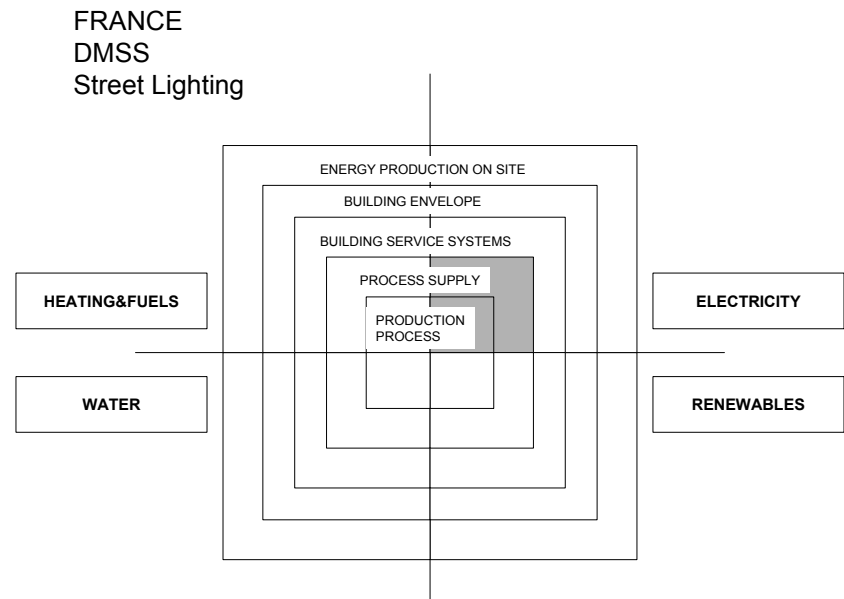 FRANCE
DMSS
Street Lighting
ENERGY PRODUCTION ON SITE
BUILDING ENVELOPE
BUILDING SERVICE SYSTEMS
PROCESS SUPPLY
HEATING&FUELS
ELECTRICITY
PRODUCTION
PROCESS
WATER
RENEWABLES